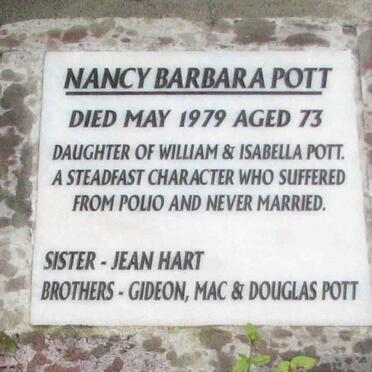 NANCY BARBARA POTT
DIED MAY 1979 AGED 73
DAUGHTER OF WILLIAM & ISABELLA POTT.
A STEADFAST CHARACTER WHO SUFFERED
FROM POLIO AND NEVER MARRIED.
SISTER - JEAN HART
BROTHERS - GIDEON, MAC & DOUGLAS POTT